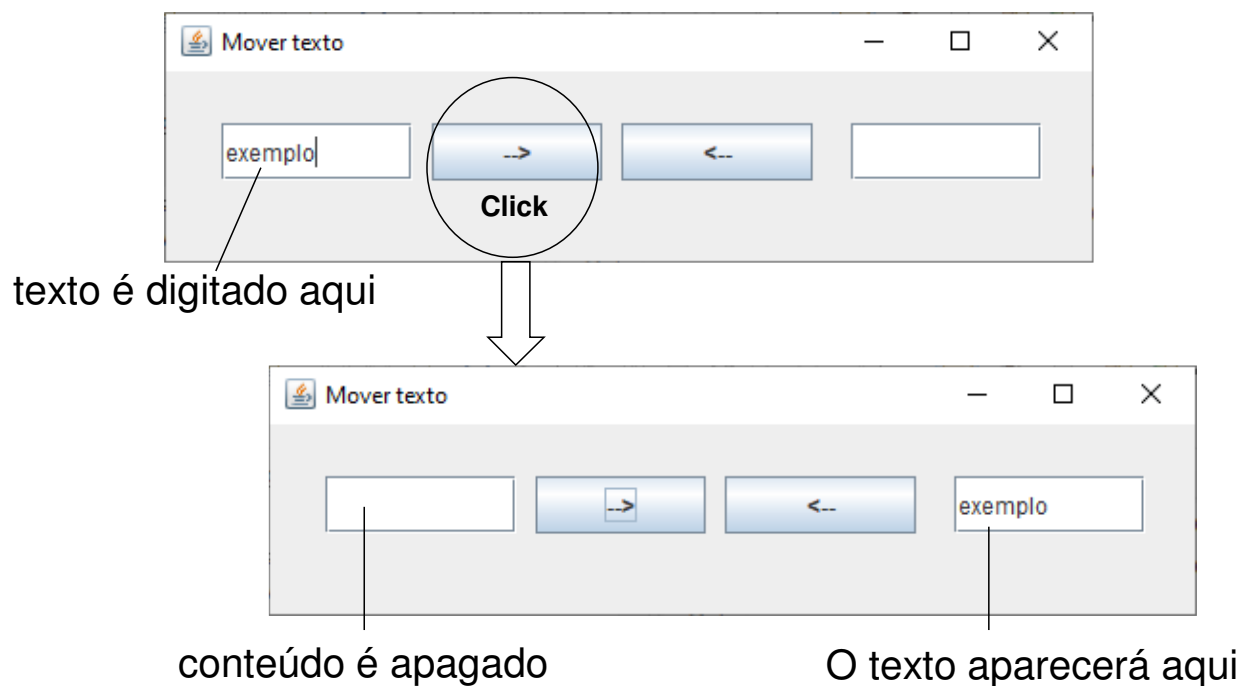 Mover texto
exemplo
-->
<--
Click
texto é digitado aqui
Mover texto
-->
<--
exemplo
conteúdo é apagado
O texto aparecerá aqui